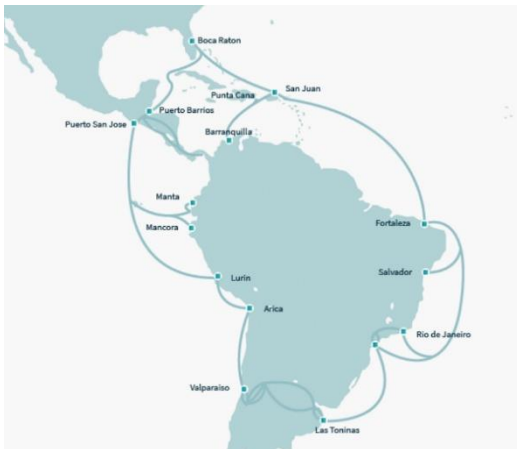 Boca Raton
San Juan
Punta Cana
Puerto Barrios
Puerto San Jose
Barranquilla
Manta
Mancora
Fortaleza
Salvador
Lurin
Arica
Rio de Janeiro
Valparaiso
Las Toninas